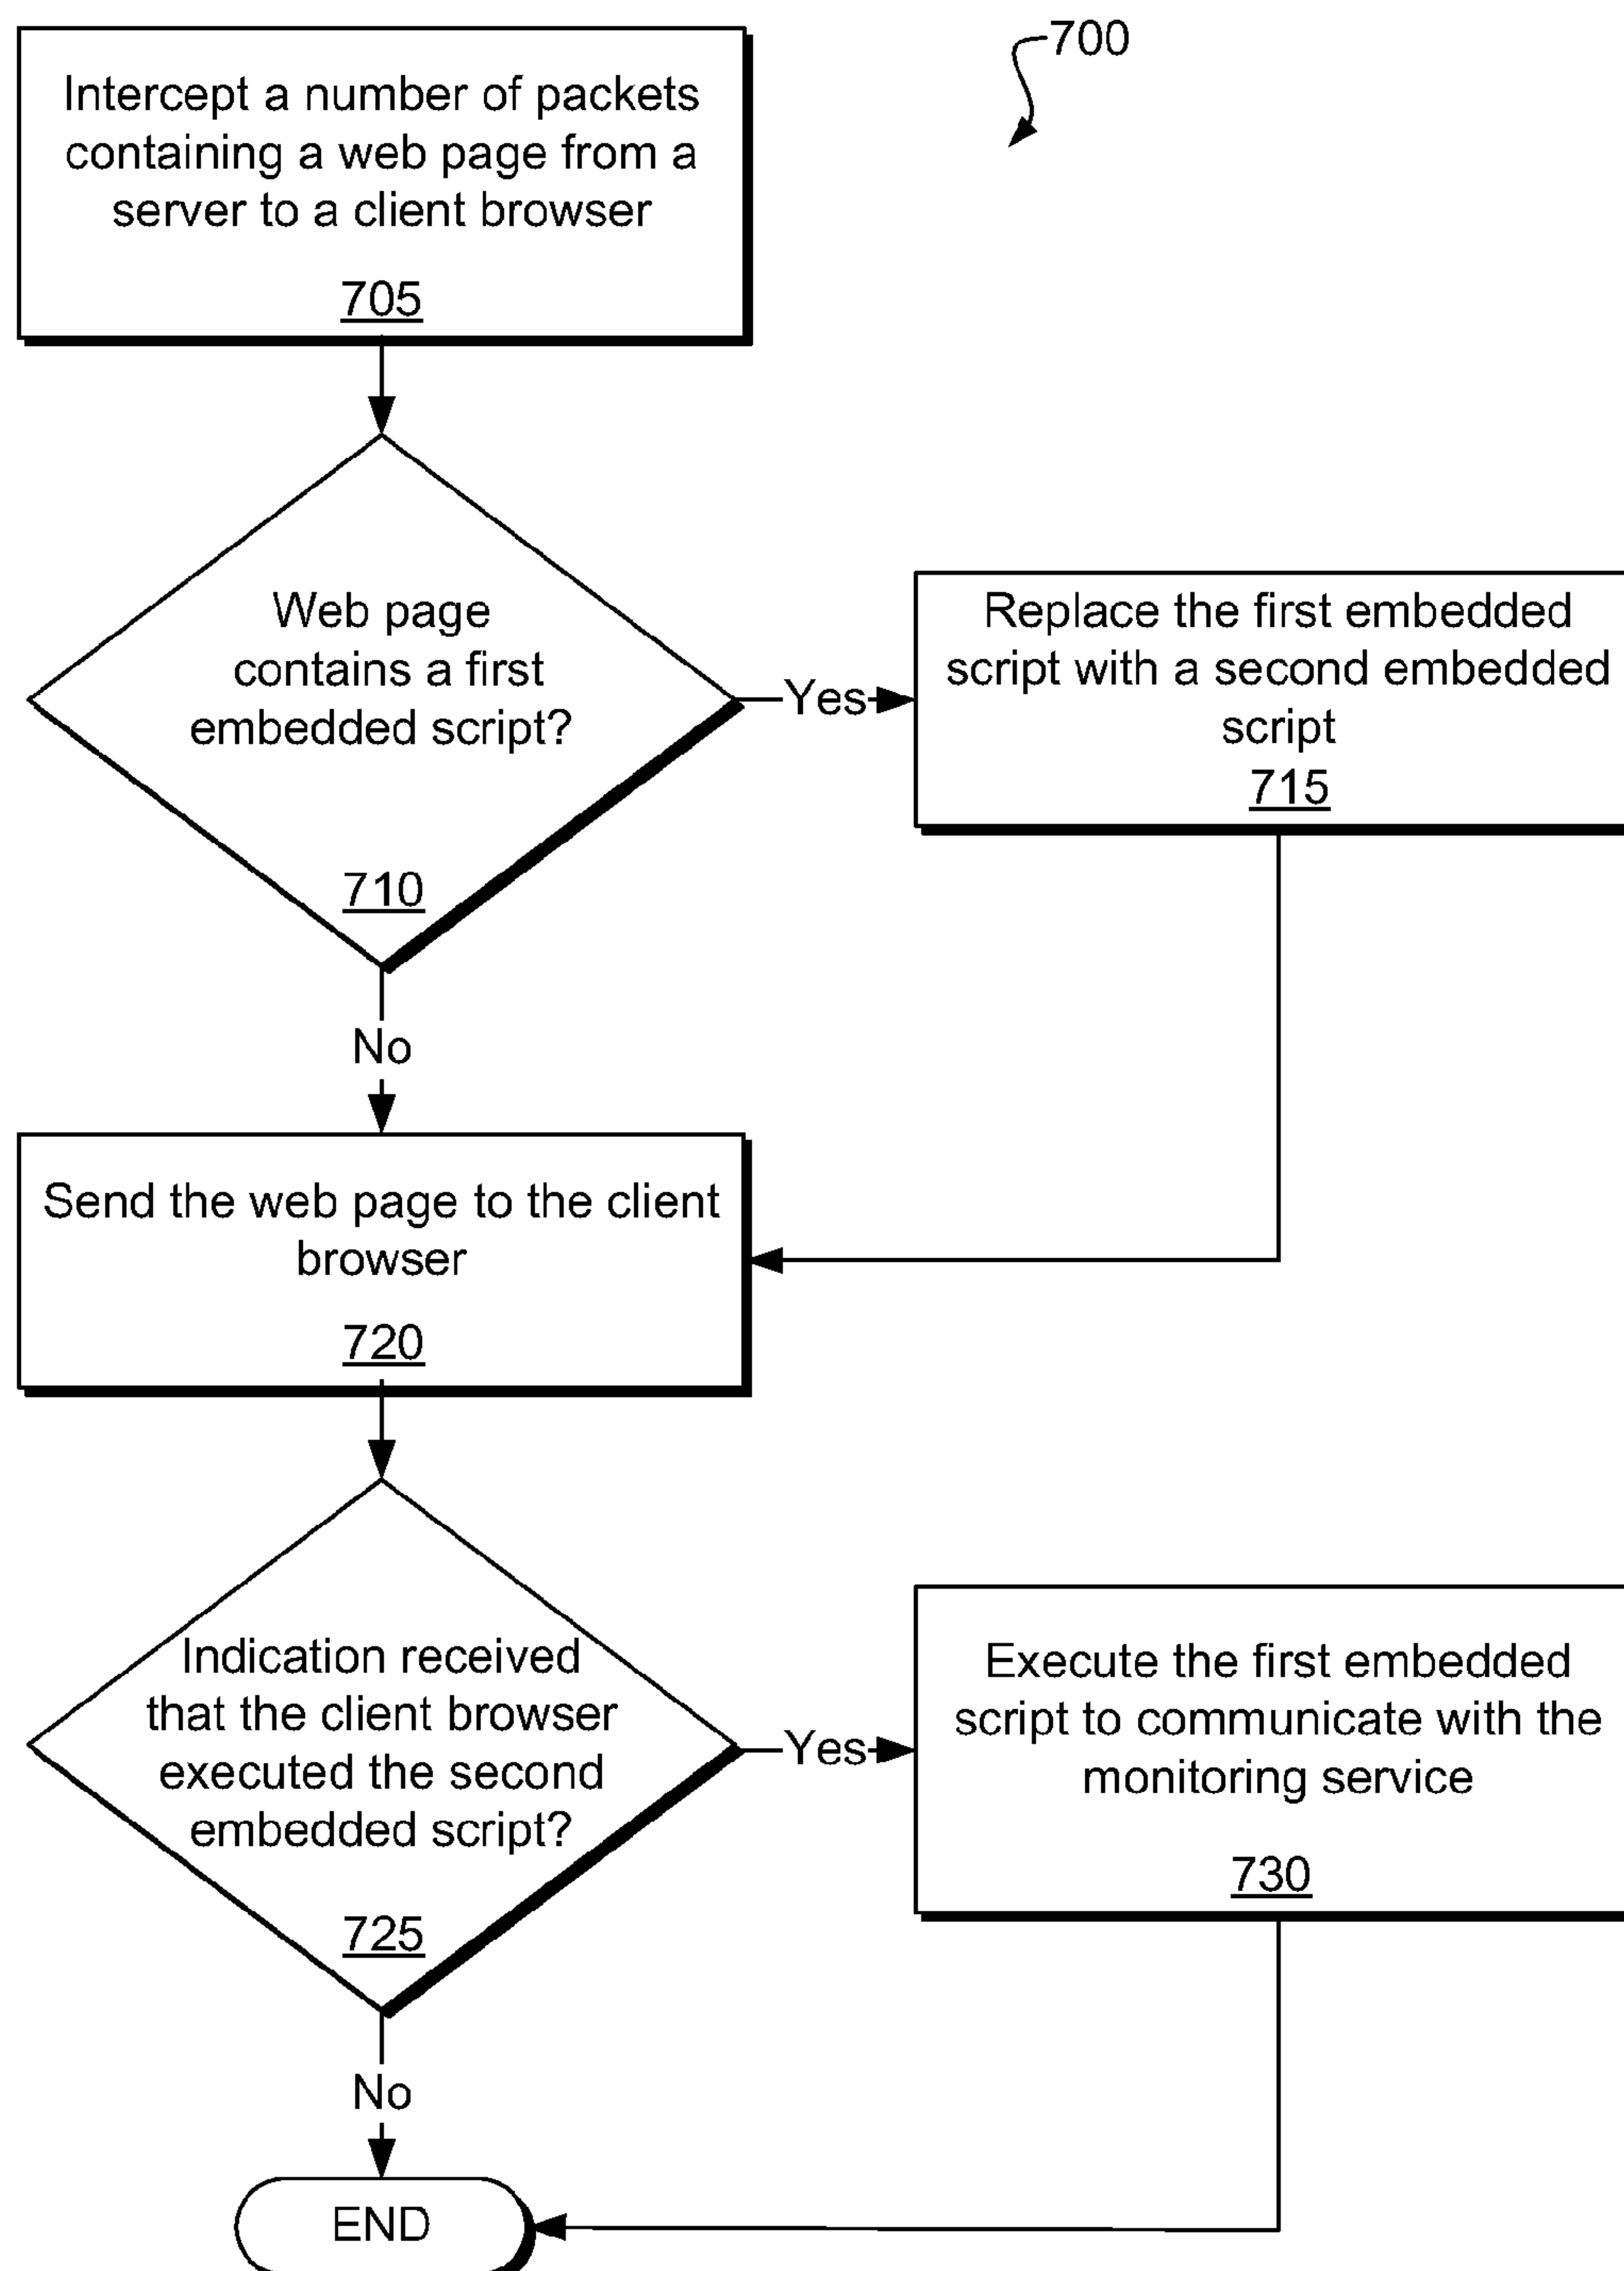 700
Intercept a number of packets
containing a web page from a
server to a client browser
705
Web page
contains a first
embedded script?
710
Yes
Replace the first embedded
script with a second embedded
script
715
No
Send the web page to the client
browser
720
Indication received
that the client browser
executed the second
embedded script?
725
Yes
Execute the first embedded
script to communicate with the
monitoring service
730
No
END